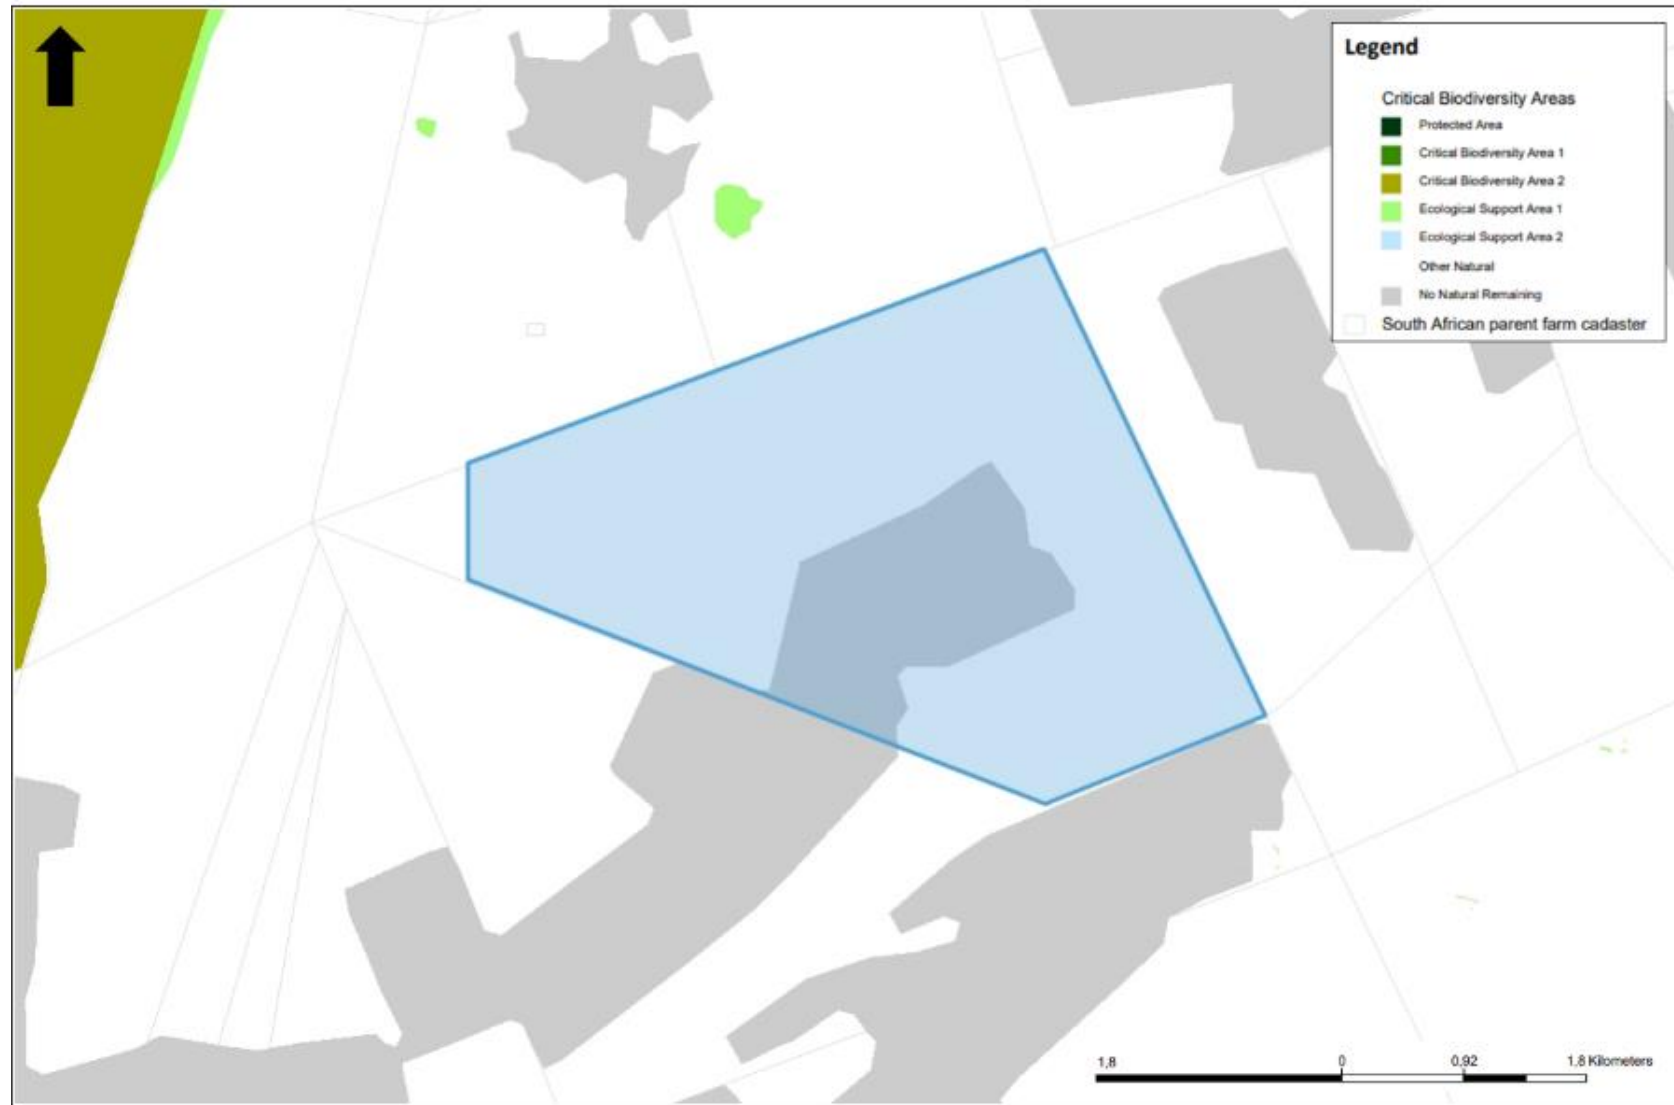 Legend
Critical Biodiversity Areas
Protected Area
Critical Biodiversity Area 1
Critical Biodiversity Area 2
Ecological Support Area 1
Ecological Support Area 2
Other Natural
No Natural Remaining
South African parent farm cadaster
1,8 0 0,92 1.8 Kilometers